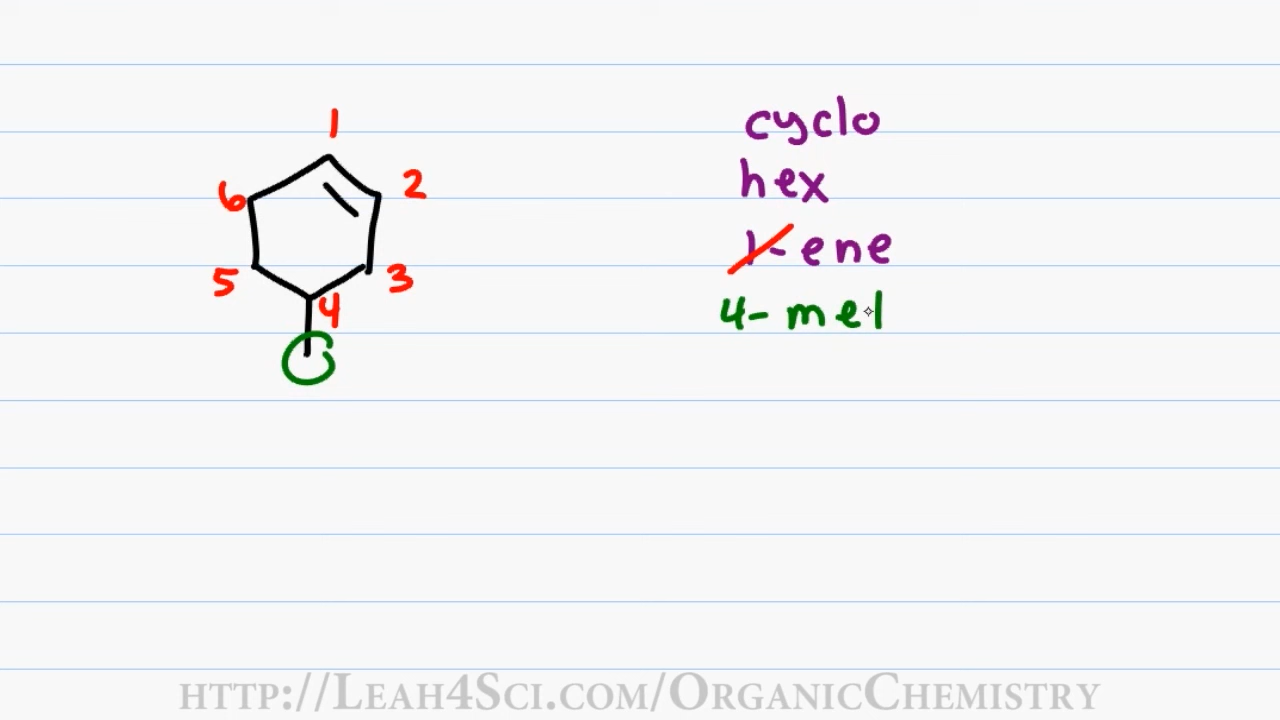 1
6
2
5
3
4
cyclo
hex
1-ene
4-mel
HTTP://LEAH4SCI.COM/ORGANICCHEMISTRY